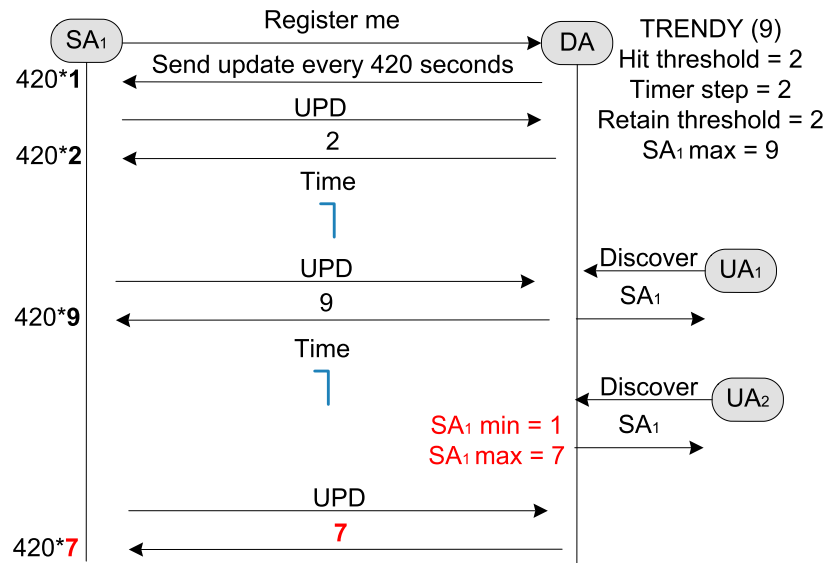 Register me
SA₁
DA
TRENDY (9)
Hit threshold = 2
Timer step = 2
Retain threshold = 2
SA₁ max = 9
Send update every 420 seconds
420*1
UPD
2
420*2
Time
Discover
UA₁
UPD
SA₁
9
420*9
Time
Discover
UA₂
SA₁
SA₁ min = 1
SA₁ max = 7
UPD
7
420*7